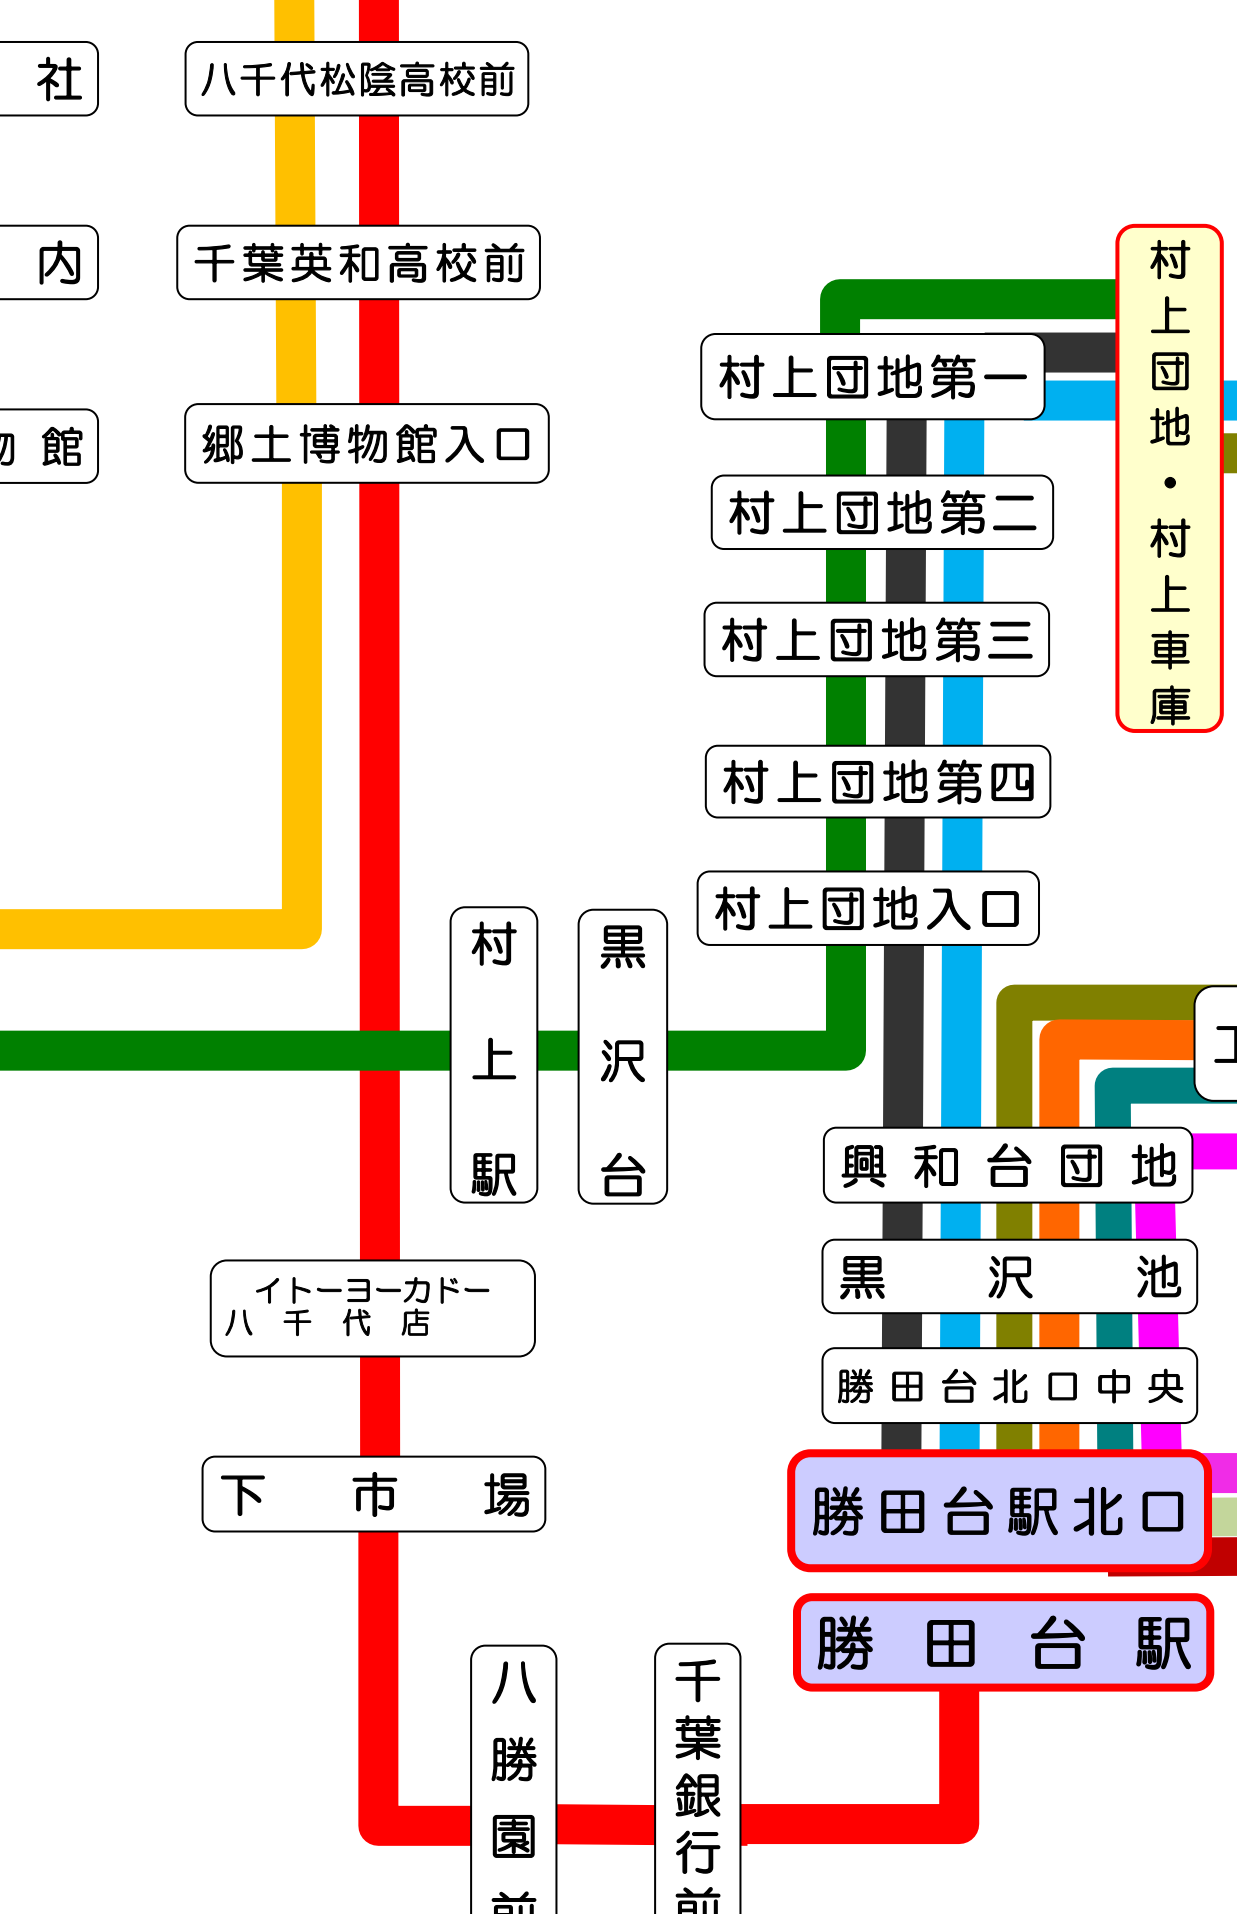 社
八千代松陰高校前
内
千葉英和高校前
館
郷土博物館入口
村上団地・村上車庫
村上団地第一
村上団地第二
村上団地第三
村上団地第四
村上団地入口
村上駅
黒沢台
興和台団地
黒沢池
勝田台北口中央
イトーヨーカドー
八千代店
下市場
勝田台駅北口
勝田台駅
八勝園前
千葉銀行前